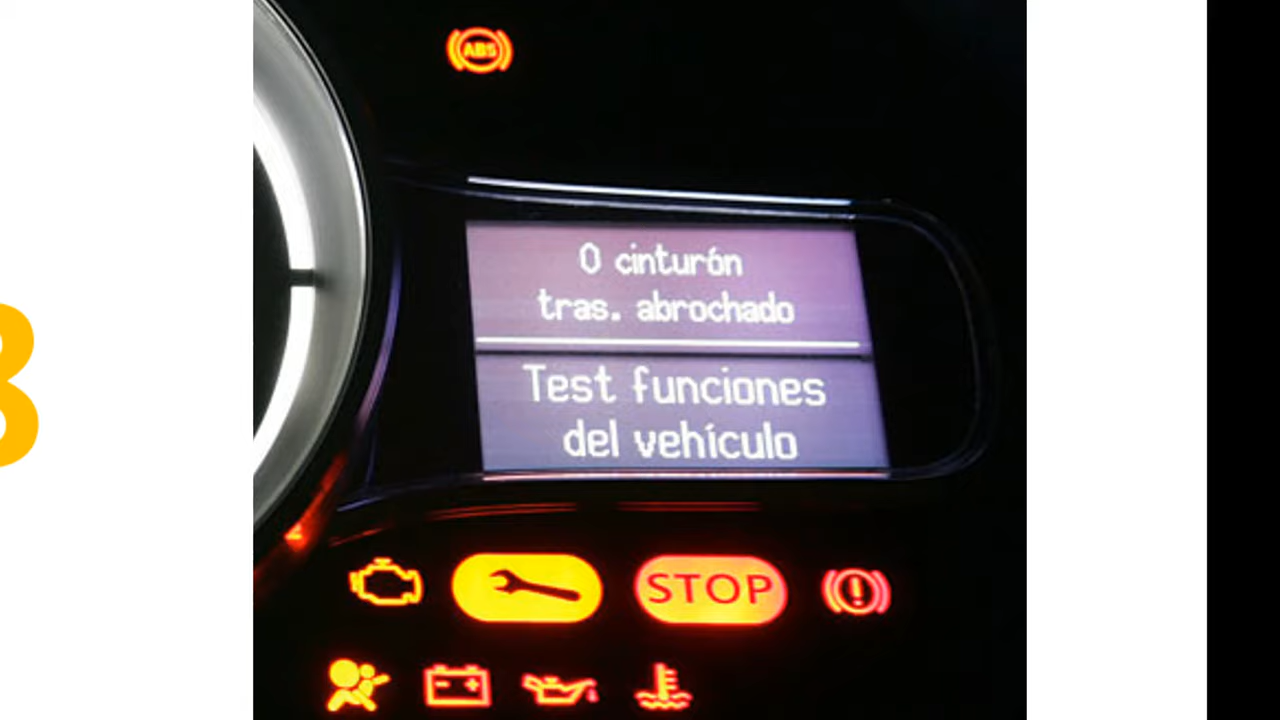 ABS
0 cinturón
tras. abrochado
Test funciones
del vehículo
STOP